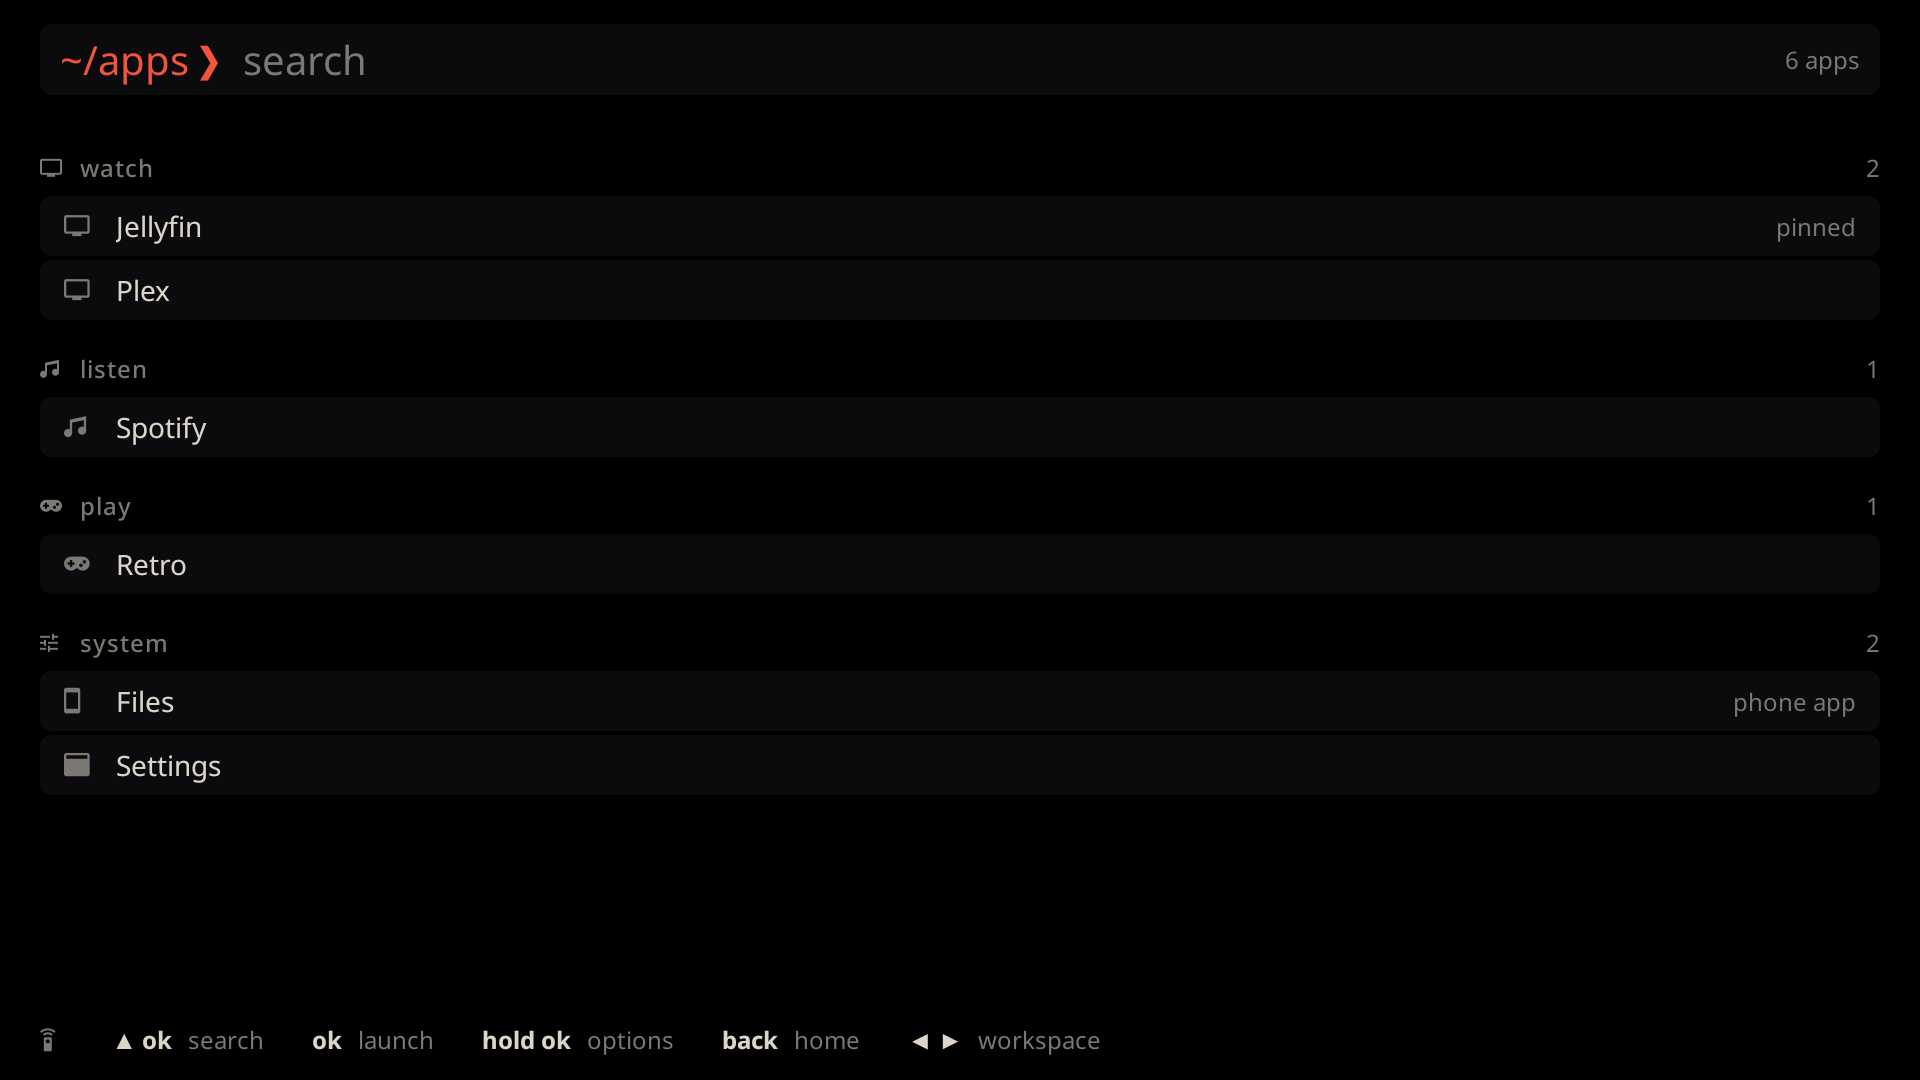 ~/apps ❯ search 6 apps
watch 2
Jellyfin pinned
Plex
listen 1
Spotify
play 1
Retro
system 2
Files phone app
Settings
▲ ok search ok launch hold ok options back home ◀ ▶ workspace